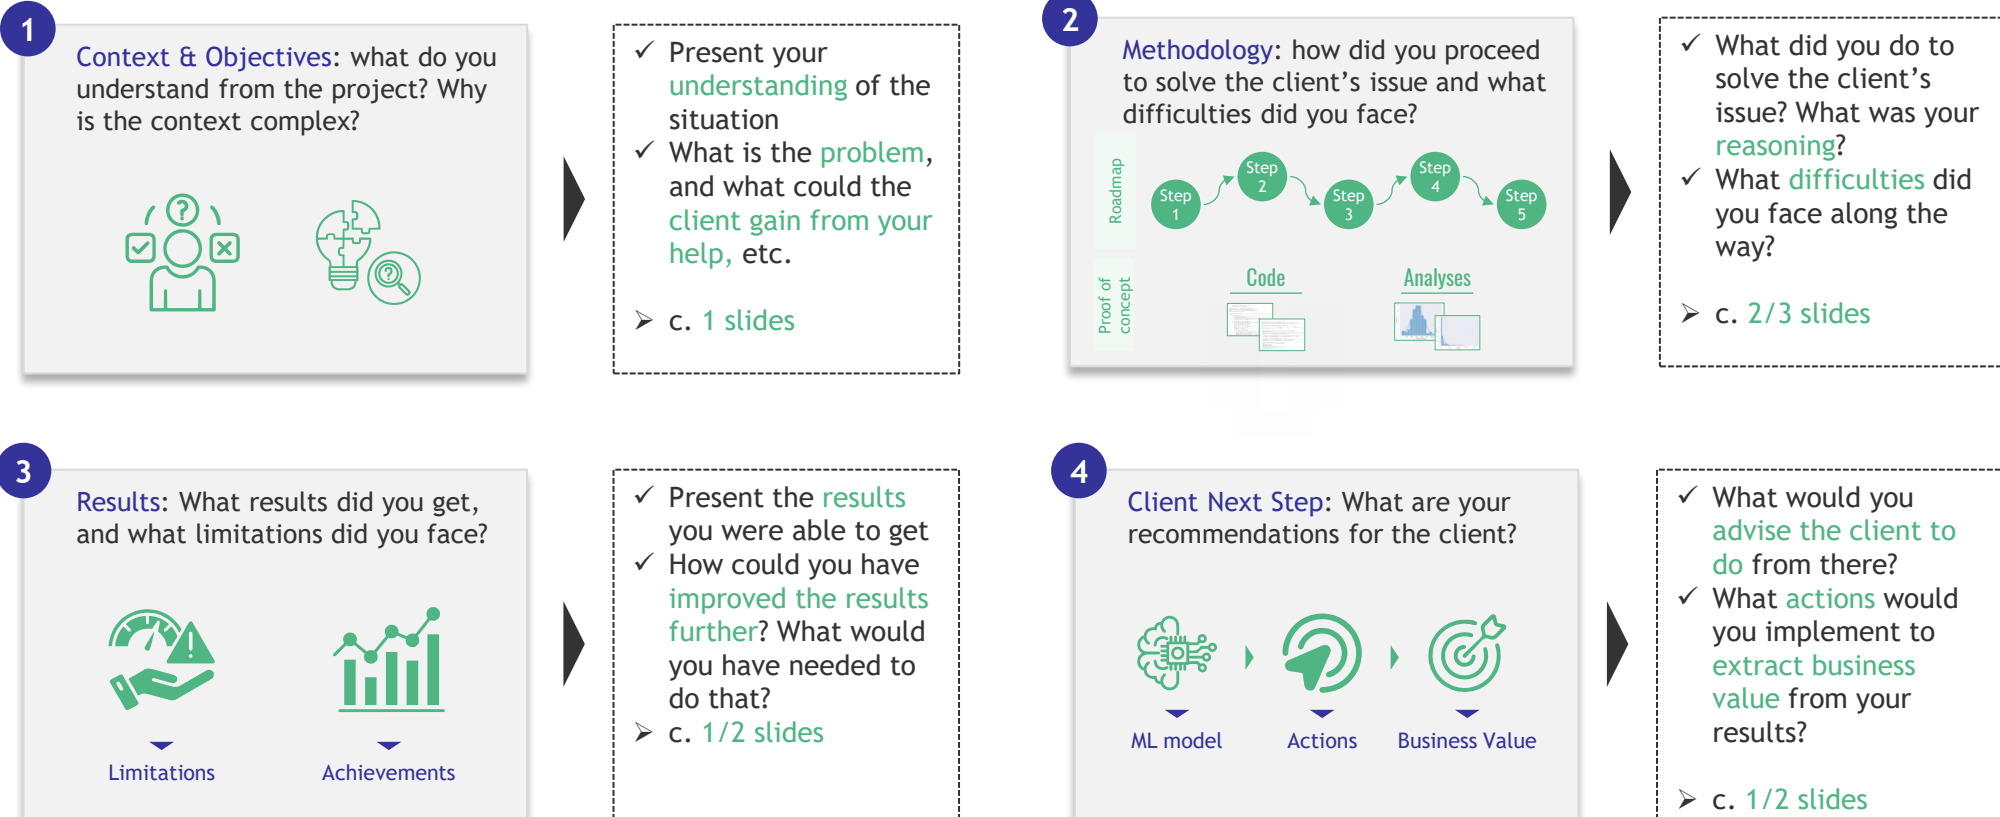 1
Context & Objectives: what do you
understand from the project? Why
is the context complex?
✓ Present your
understanding of the
situation
✓ What is the problem,
and what could the
client gain from your
help, etc.
➢ c. 1 slides
2
Methodology: how did you proceed
to solve the client's issue and what
difficulties did you face?
Roadmap
Step
1
Step
2
Step
3
Step
4
Step
5
Proof of
concept
Code
Analyses
✓ What did you do to
solve the client's
issue? What was your
reasoning?
✓ What difficulties did
you face along the
way?
➢ c. 2/3 slides
3
Results: What results did you get,
and what limitations did you face?
Limitations
Achievements
✓ Present the results
you were able to get
✓ How could you have
improved the results
further? What would
you have needed to
do that?
➢ c. 1/2 slides
4
Client Next Step: What are your
recommendations for the client?
ML model
Actions
Business Value
✓ What would you
advise the client to
do from there?
✓ What actions would
you implement to
extract business
value from your
results?
➢ c. 1/2 slides